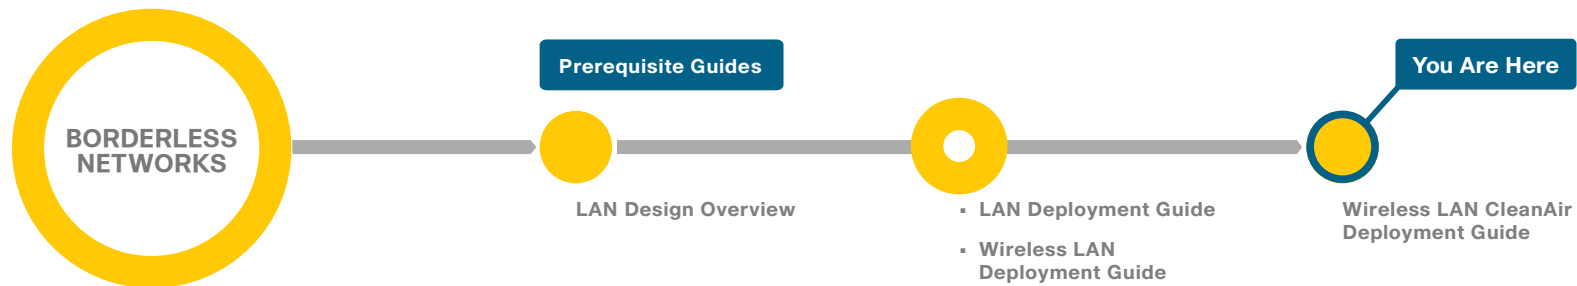 BORDERLESS
NETWORKS
Prerequisite Guides
You Are Here
LAN Design Overview
▪ LAN Deployment Guide
▪ Wireless LAN
Deployment Guide
Wireless LAN CleanAir
Deployment Guide